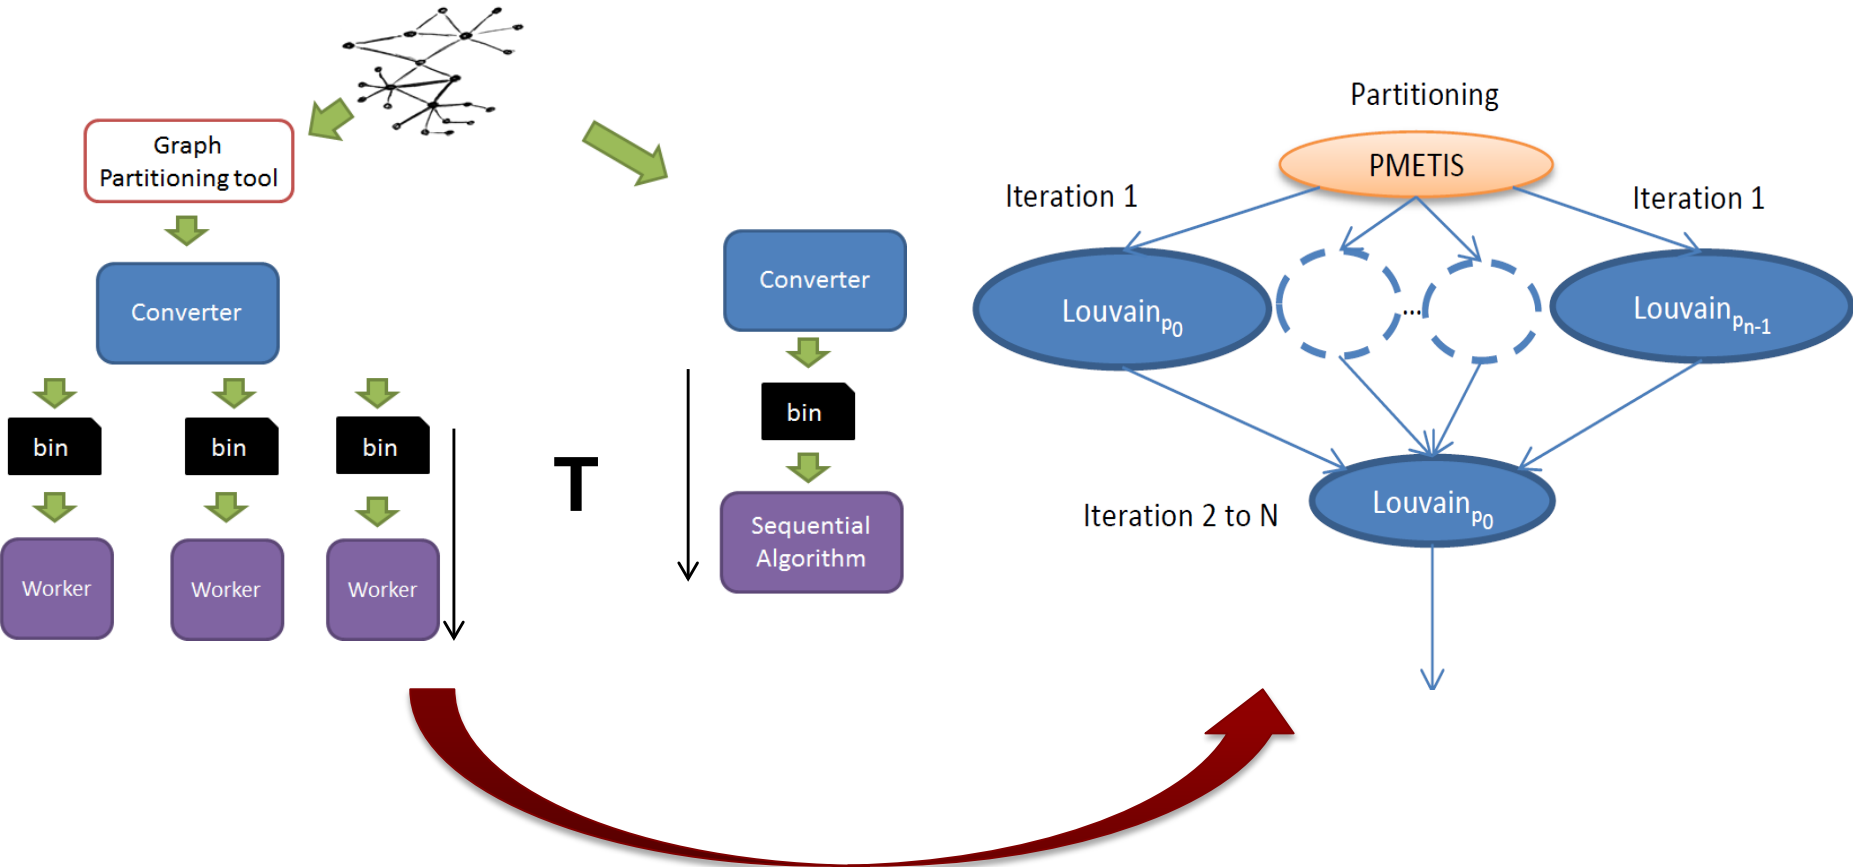 Graph
Partitioning tool
Converter
bin
bin
bin
Worker
Worker
Worker
T
Converter
bin
Sequential
Algorithm
Partitioning
PMETIS
Iteration 1
Iteration 1
Louvainp0
...
Louvainpn-1
Iteration 2 to N
Louvainp0